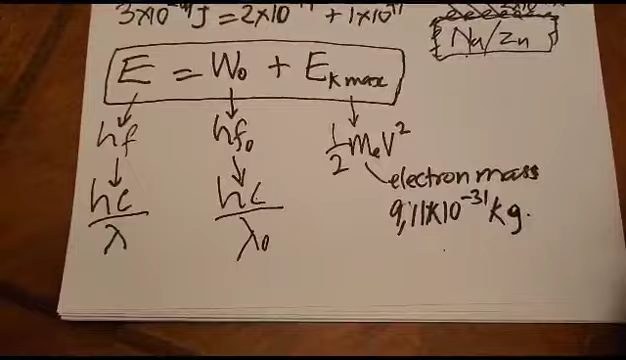 3×10⁻¹⁹J = 2×10 + 1×10
Na/Zn
E = W₀ + Eₖ max
hf
hf₀
½ mₑv²
electron mass
9,11×10⁻³¹ kg.
hc/λ
hc/λ₀